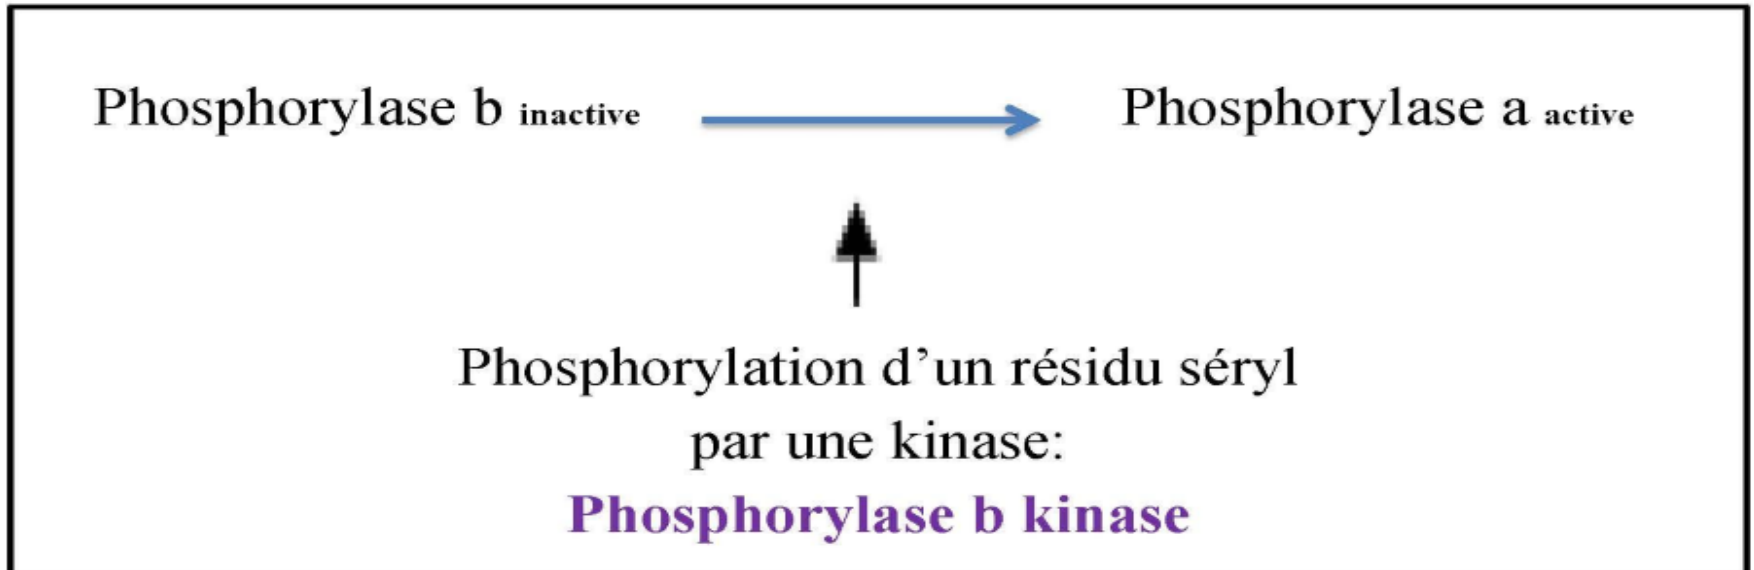 Phosphorylase b inactive Phosphorylase a active
Phosphorylation d’un résidu séryl
par une kinase:
Phosphorylase b kinase